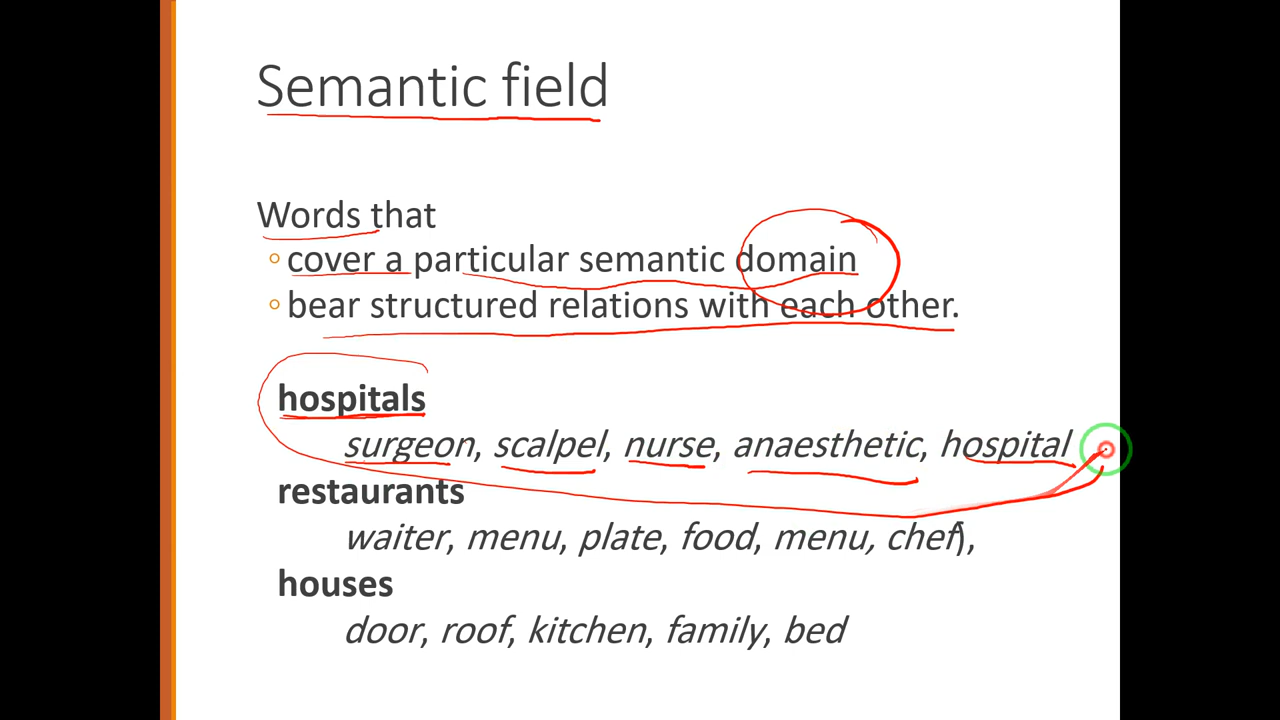 Semantic field
Words that
cover a particular semantic domain
bear structured relations with each other.
hospitals
surgeon, scalpel, nurse, anaesthetic, hospital
restaurants
waiter, menu, plate, food, menu, chef),
houses
door, roof, kitchen, family, bed